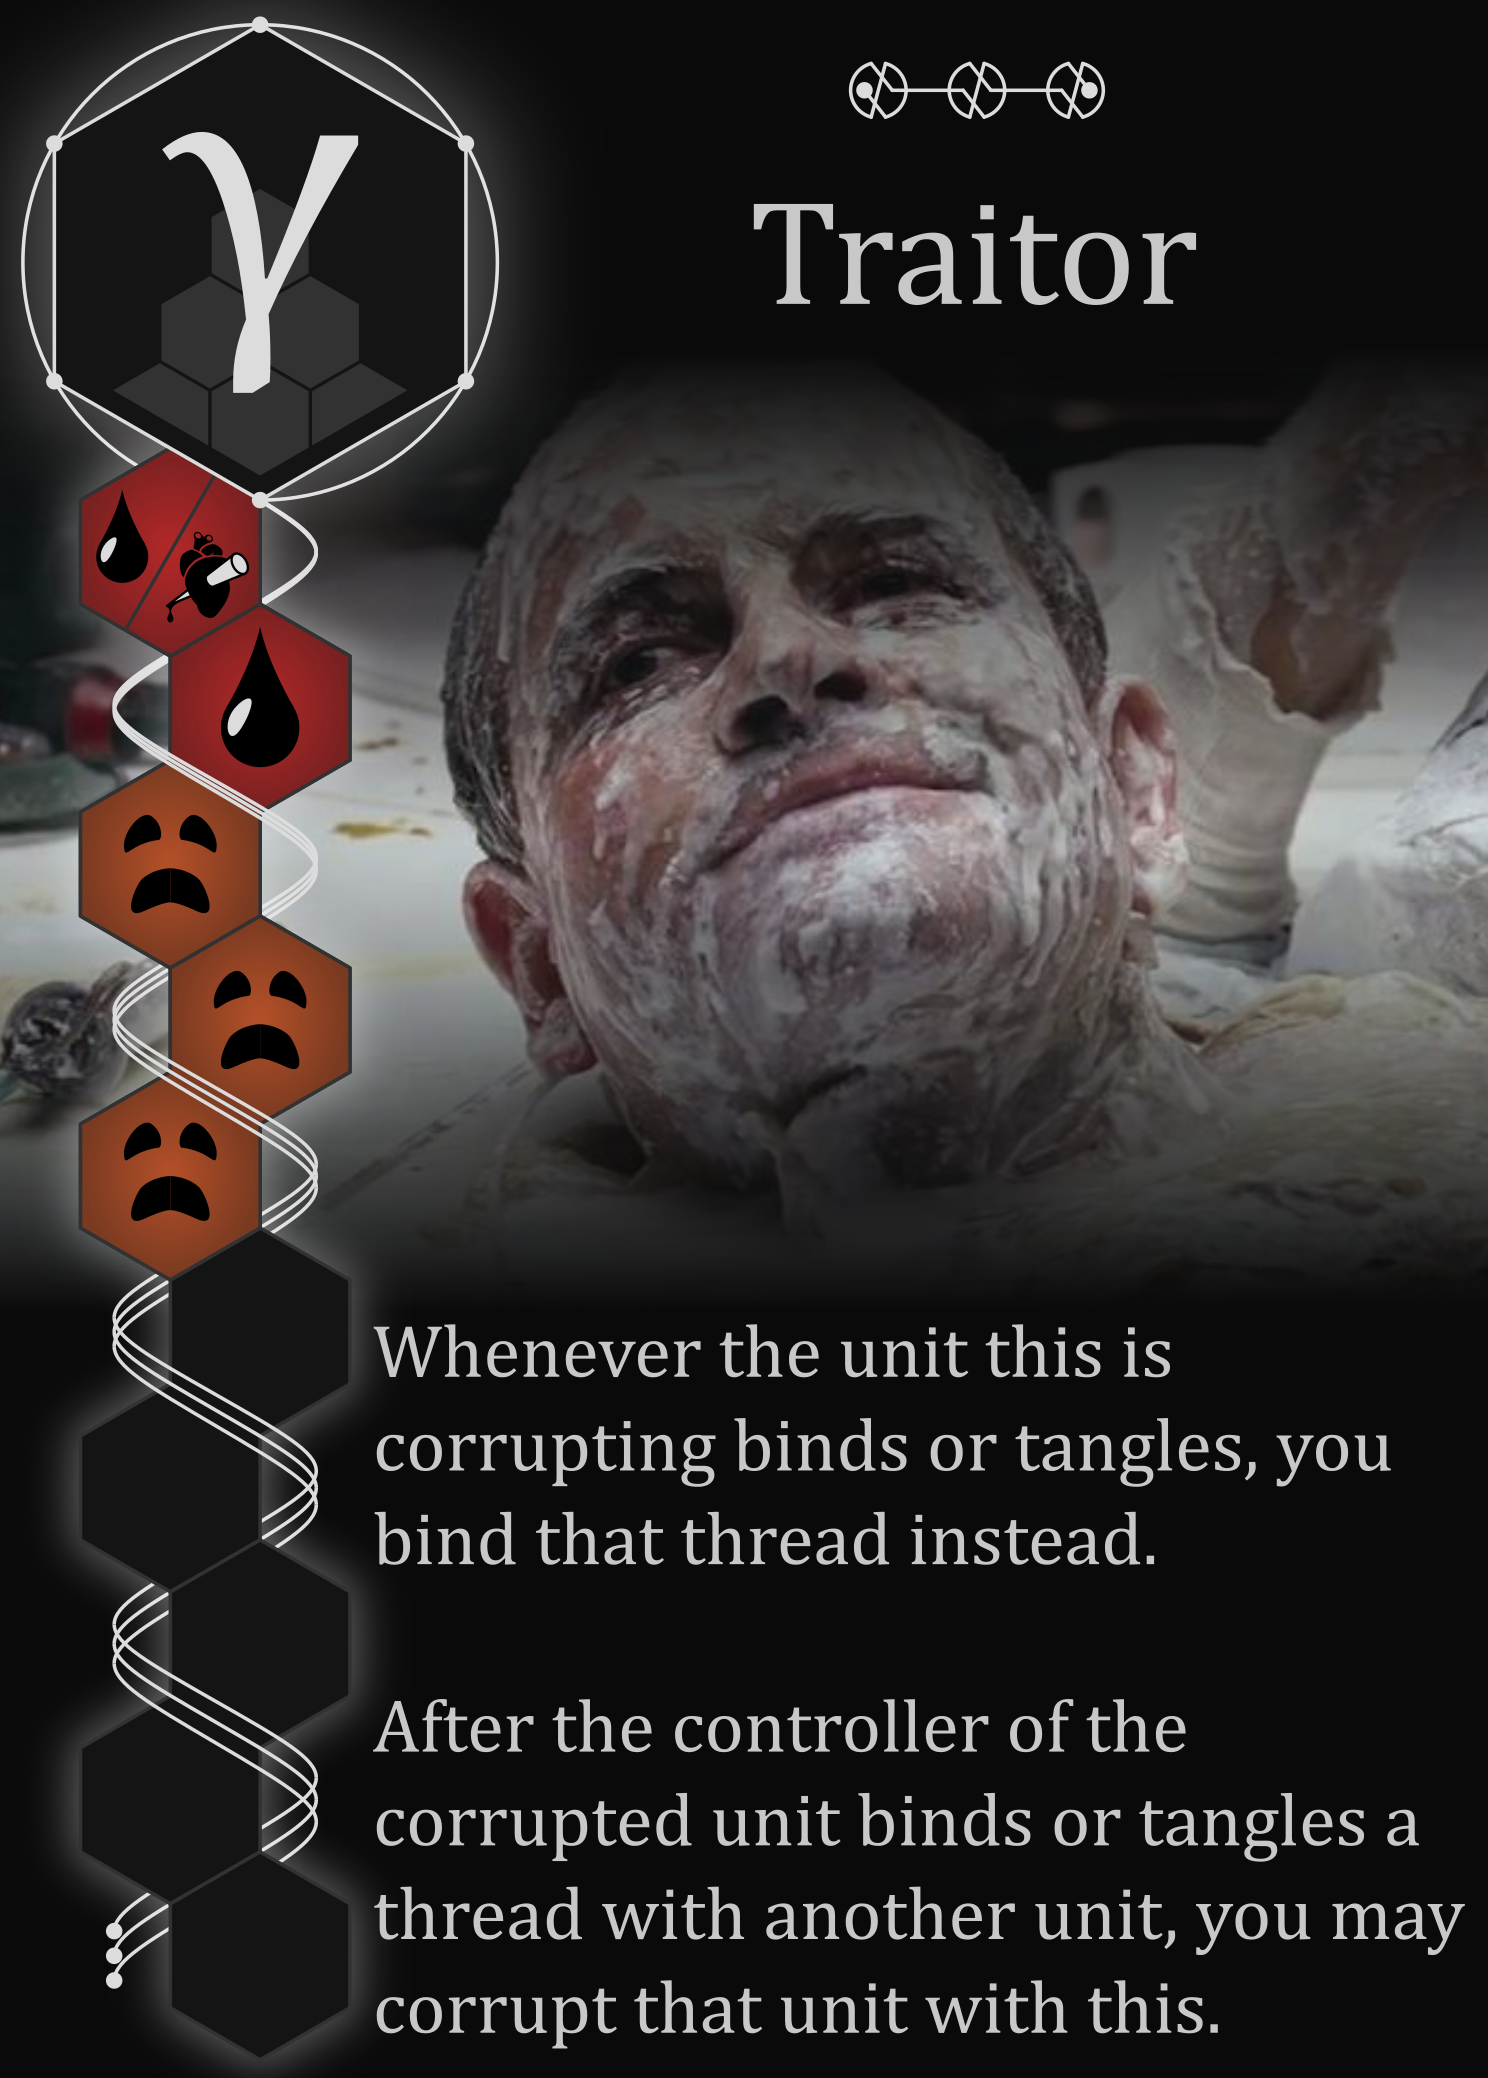 γ
Traitor
Whenever the unit this is
corrupting binds or tangles, you
bind that thread instead.
After the controller of the
corrupted unit binds or tangles a
thread with another unit, you may
corrupt that unit with this.